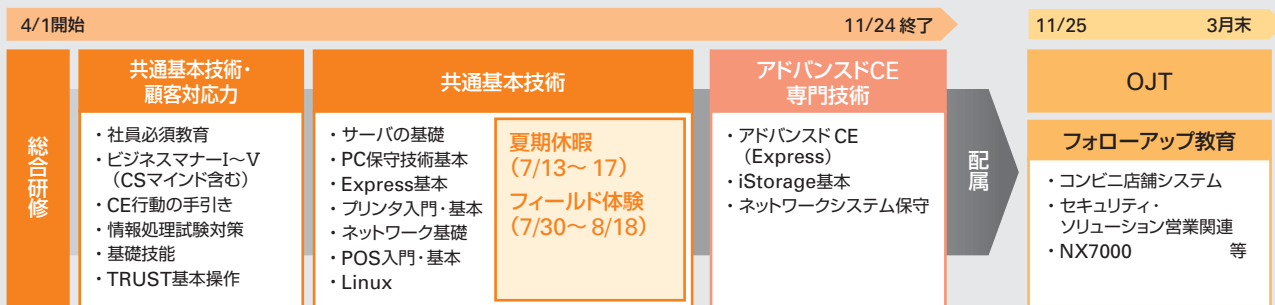 4/1開始
11/24 終了
11/25
3月末
総合研修
共通基本技術・
顧客対応力
・社員必須教育
・ビジネスマナーI～V
（CSマインド含む）
・CE行動の手引き
・情報処理試験対策
・基礎技能
・TRUST基本操作
共通基本技術
・サーバの基礎
・PC保守技術基本
・Express基本
・プリンタ入門・基本
・ネットワーク基礎
・POS入門・基本
・Linux
夏期休暇
（7/13～ 17）
フィールド体験
（7/30～ 8/18）
アドバンスドCE
専門技術
・アドバンスド CE
（Express）
・iStorage基本
・ネットワークシステム保守
配属
OJT
フォローアップ教育
・コンビニ店舗システム
・セキュリティ・
ソリューション営業関連
・NX7000 等